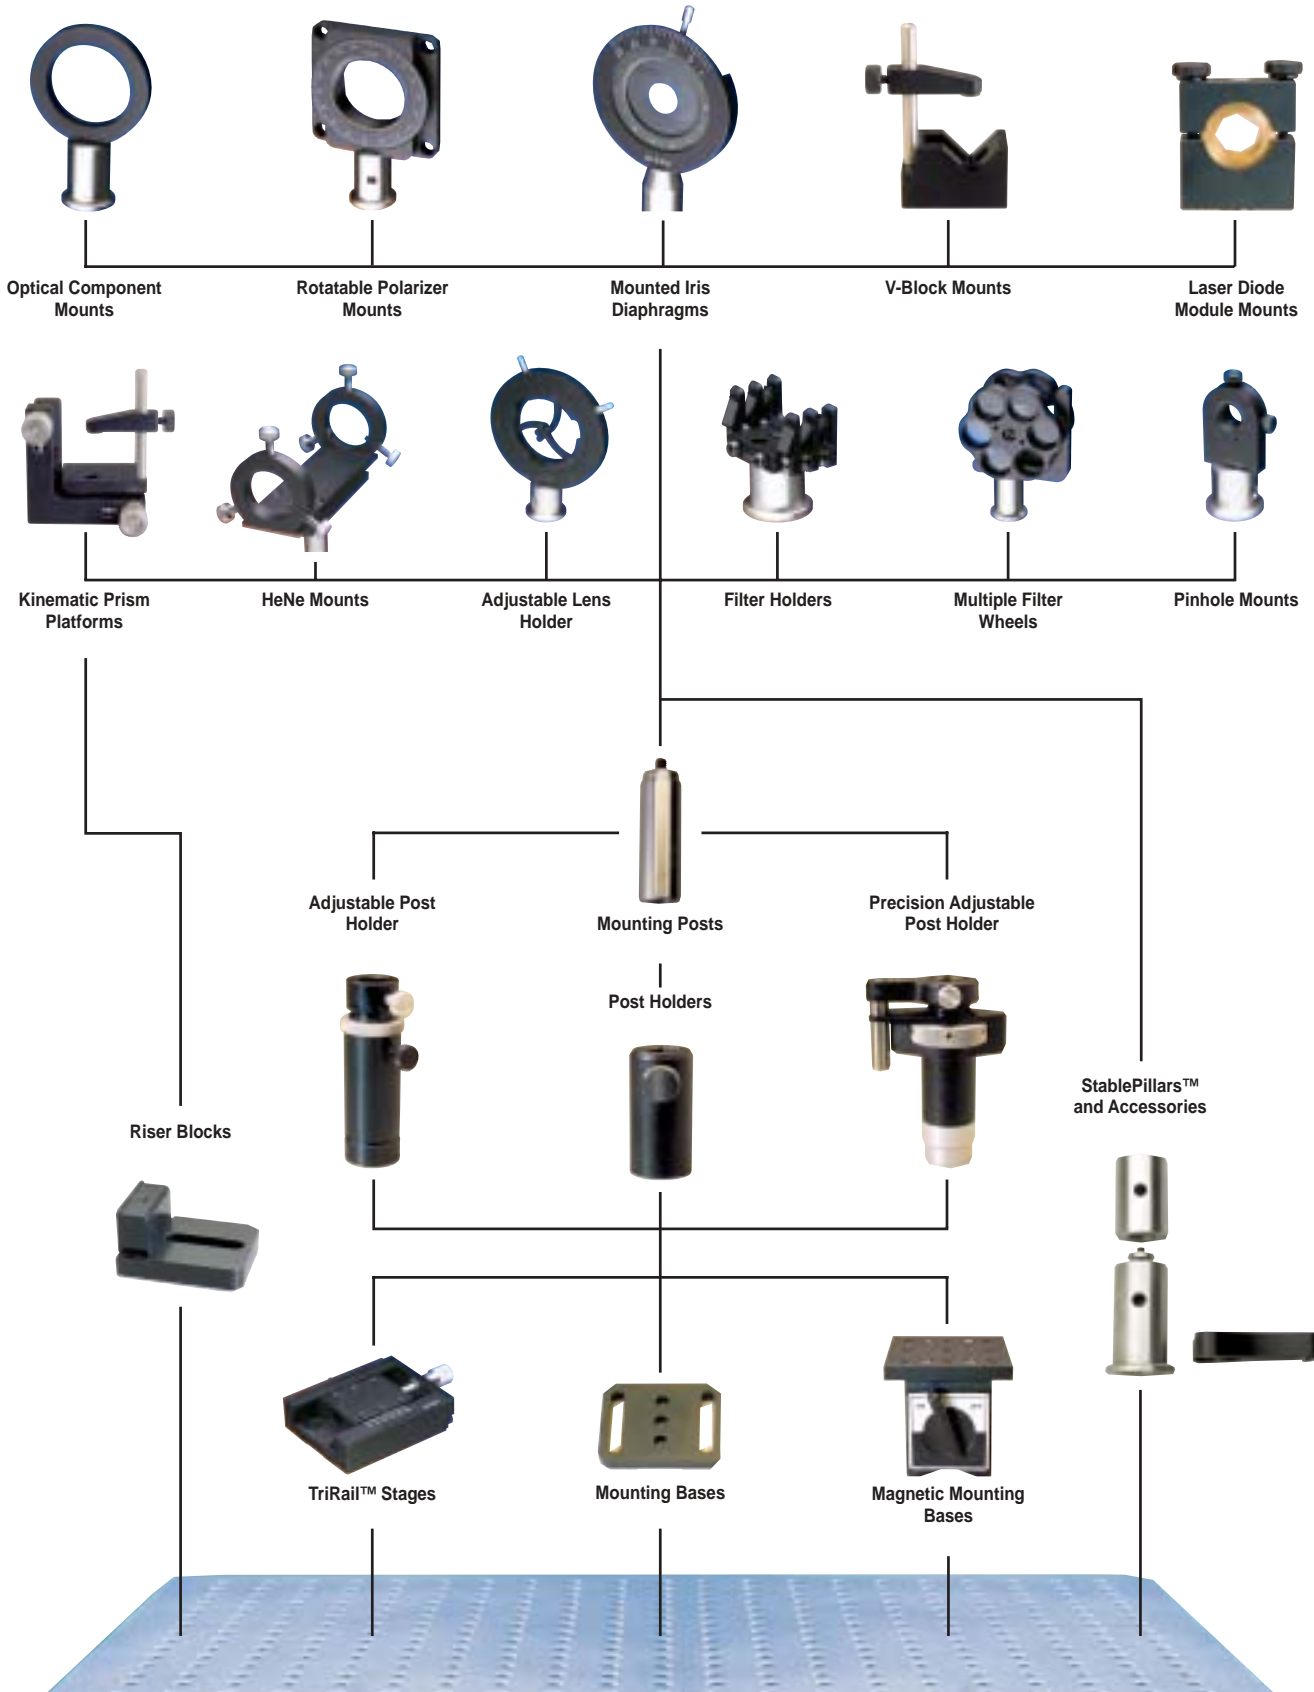 Optical Component
Mounts
Rotatable Polarizer
Mounts
Mounted Iris
Diaphragms
V-Block Mounts
Laser Diode
Module Mounts
Kinematic Prism
Platforms
HeNe Mounts
Adjustable Lens
Holder
Filter Holders
Multiple Filter
Wheels
Pinhole Mounts
Adjustable Post
Holder
Mounting Posts
Precision Adjustable
Post Holder
Post Holders
StablePillars™
and Accessories
Riser Blocks
TriRail™ Stages
Mounting Bases
Magnetic Mounting
Bases